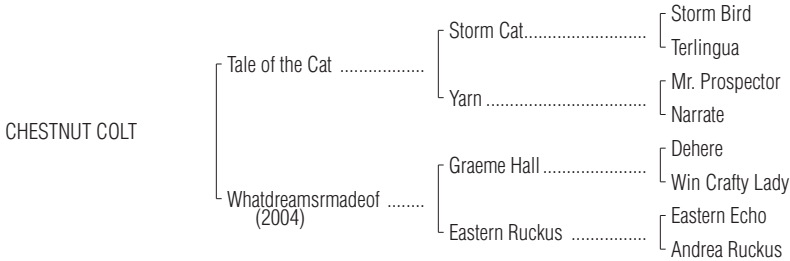 Storm Bird
Storm Cat..........................
Terlingua
Tale of the Cat ..................
Mr. Prospector
Yarn ..................................
Narrate
CHESTNUT COLT
Dehere
Graeme Hall ......................
Win Crafty Lady
Whatdreamsrmadeof ........
(2004)
Eastern Echo
Eastern Ruckus ................
Andrea Ruckus